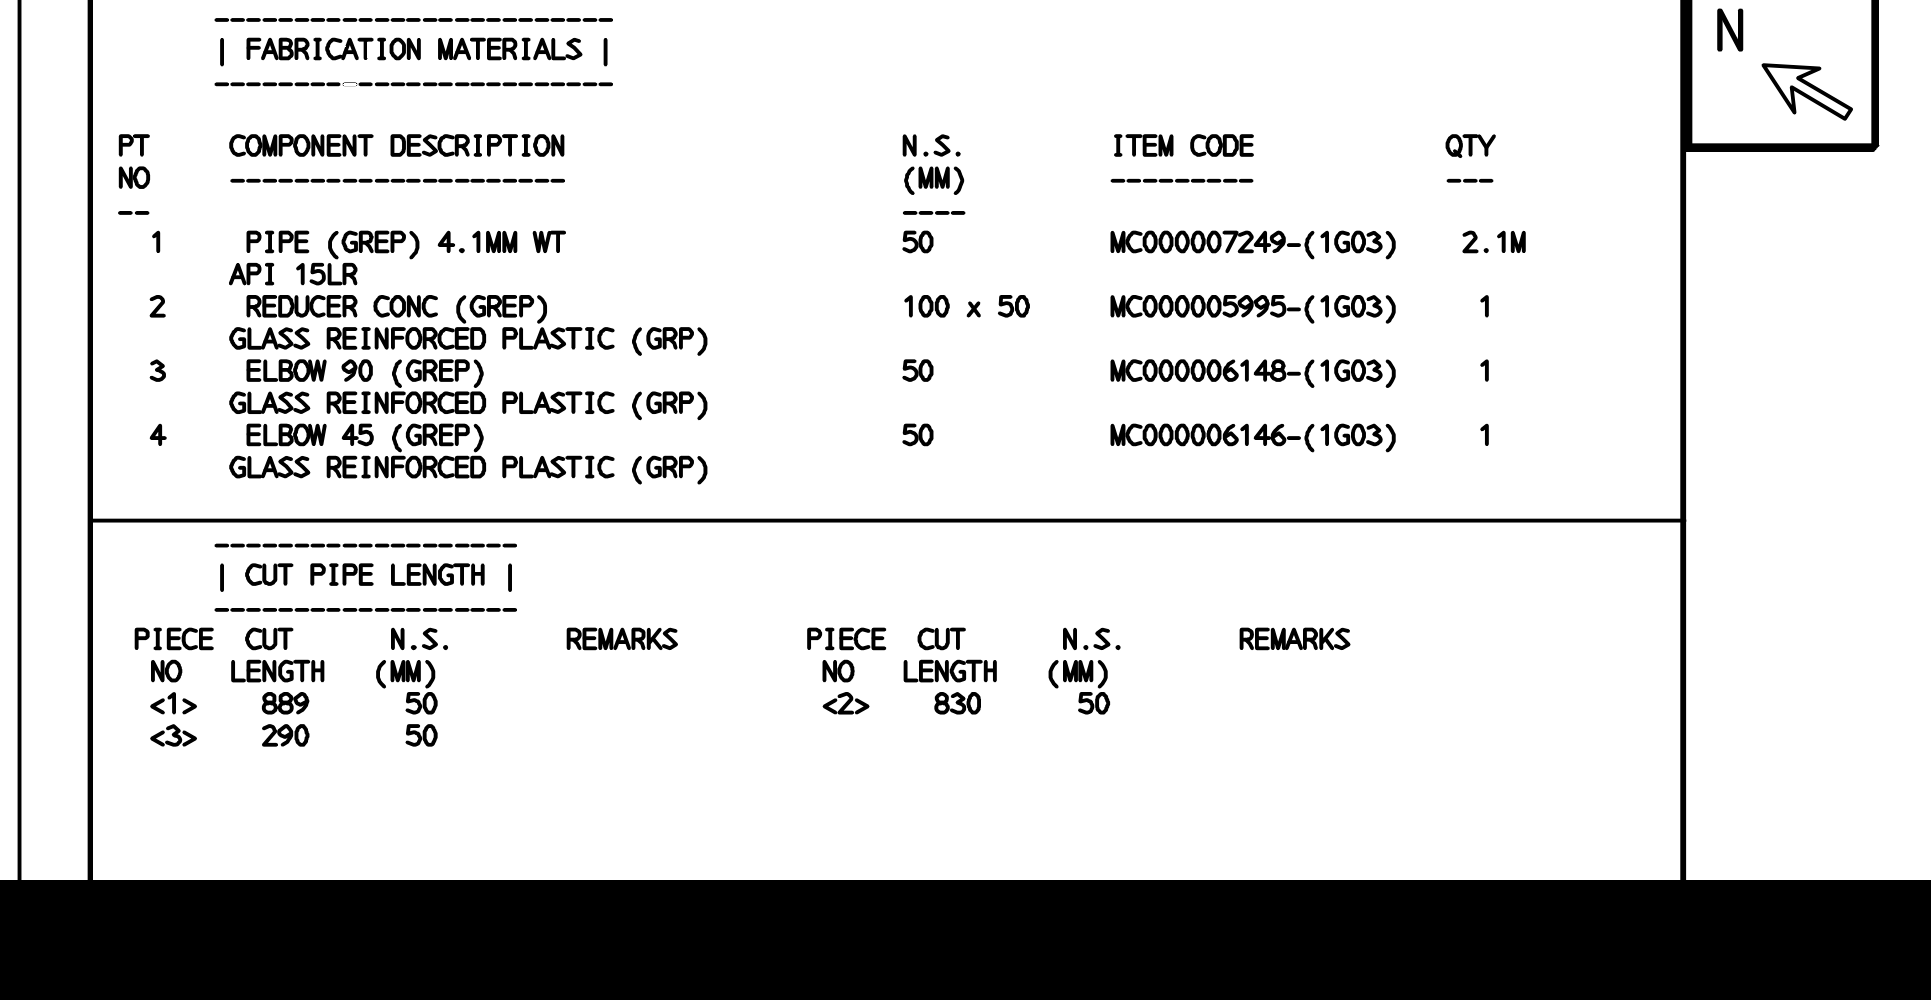 | FABRICATION MATERIALS |
N
PT COMPONENT DESCRIPTION N.S. ITEM CODE QTY
NO --------------------- (MM) --------- ---
-- ----
1 PIPE (GREP) 4.1MM WT 50 MC000007249-(1G03) 2.1M
API 15LR
2 REDUCER CONC (GREP) 100 x 50 MC000005995-(1G03) 1
GLASS REINFORCED PLASTIC (GRP)
3 ELBOW 90 (GREP) 50 MC000006148-(1G03) 1
GLASS REINFORCED PLASTIC (GRP)
4 ELBOW 45 (GREP) 50 MC000006146-(1G03) 1
GLASS REINFORCED PLASTIC (GRP)
| CUT PIPE LENGTH |
PIECE CUT N.S. REMARKS PIECE CUT N.S. REMARKS
NO LENGTH (MM) NO LENGTH (MM)
<1> 889 50 <2> 830 50
<3> 290 50